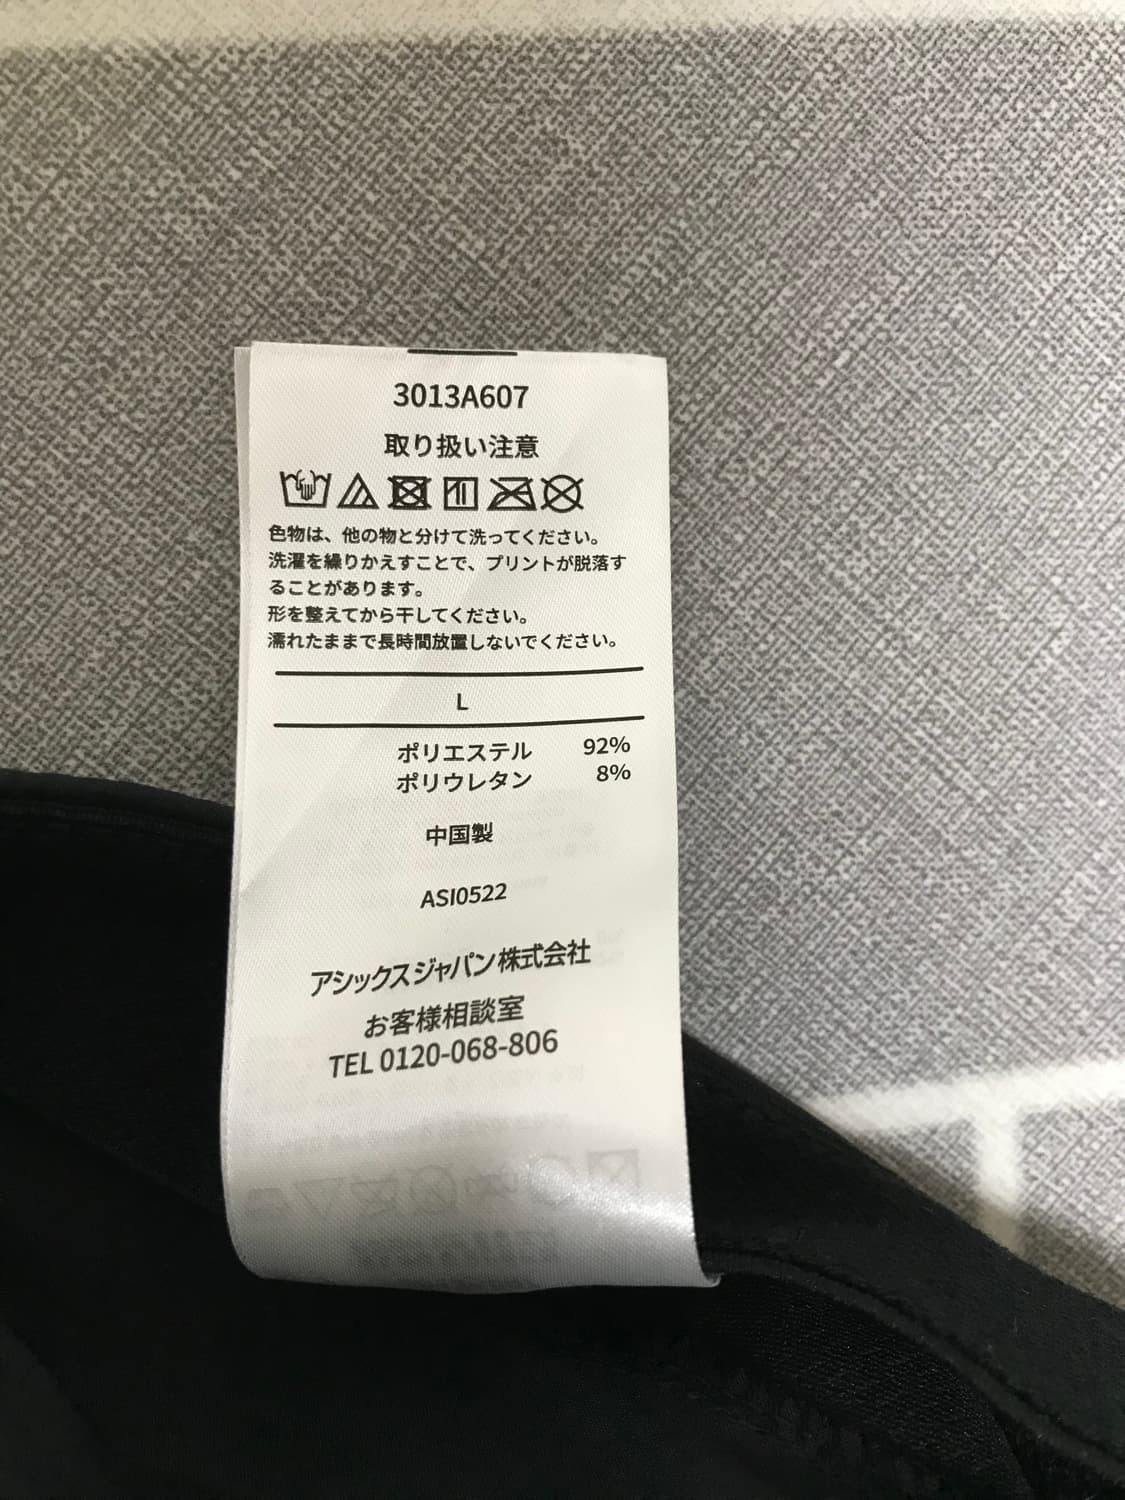 3013A607
取り扱い注意
色物は、他の物と分けて洗ってください。
洗濯を繰りかえすことで、プリントが脱落す
ることがあります。
形を整えてから干してください。
濡れたままで長時間放置しないでください。
L
ポリエステル 92%
ポリウレタン 8%
中国製
ASI0522
アシックスジャパン株式会社
お客様相談室
TEL 0120-068-806